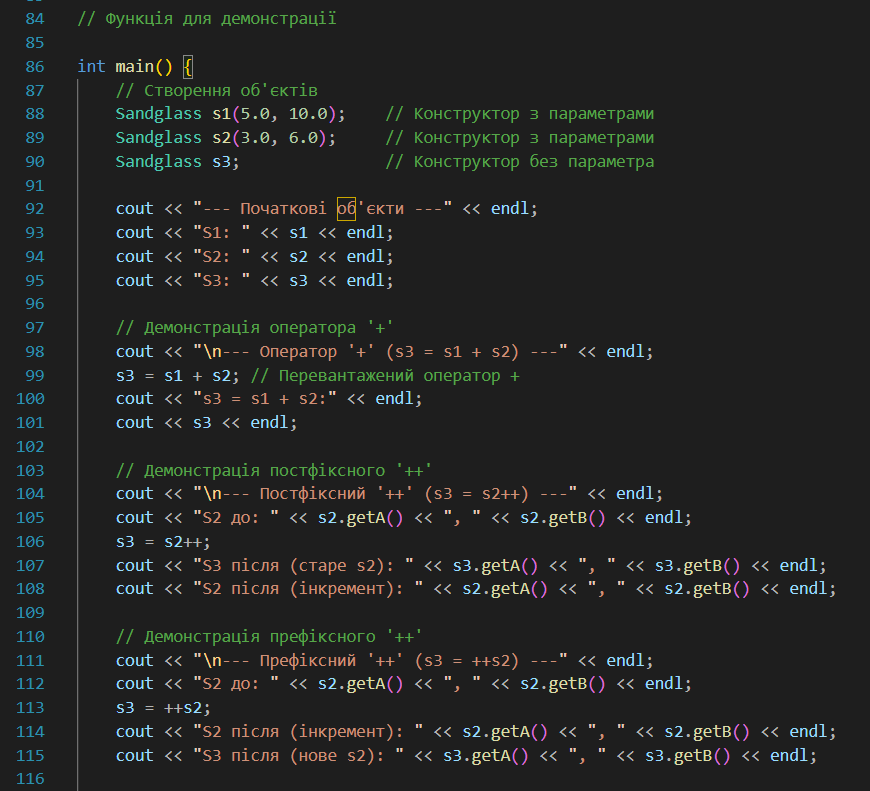 84 // Функція для демонстрації
85
86 int main() {
87 // Створення об'єктів
88 Sandglass s1(5.0, 10.0); // Конструктор з параметрами
89 Sandglass s2(3.0, 6.0); // Конструктор з параметрами
90 Sandglass s3; // Конструктор без параметра
91
92 cout << "--- Початкові об'єкти ---" << endl;
93 cout << "S1: " << s1 << endl;
94 cout << "S2: " << s2 << endl;
95 cout << "S3: " << s3 << endl;
96
97 // Демонстрація оператора '+'
98 cout << "\n--- Оператор '+' (s3 = s1 + s2) ---" << endl;
99 s3 = s1 + s2; // Перевантажений оператор +
100 cout << "s3 = s1 + s2:" << endl;
101 cout << s3 << endl;
102
103 // Демонстрація постфіксного '++'
104 cout << "\n--- Постфіксний '++' (s3 = s2++) ---" << endl;
105 cout << "S2 до: " << s2.getA() << ", " << s2.getB() << endl;
106 s3 = s2++;
107 cout << "S3 після (старе s2): " << s3.getA() << ", " << s3.getB() << endl;
108 cout << "S2 після (інкремент): " << s2.getA() << ", " << s2.getB() << endl;
109
110 // Демонстрація префіксного '++'
111 cout << "\n--- Префіксний '++' (s3 = ++s2) ---" << endl;
112 cout << "S2 до: " << s2.getA() << ", " << s2.getB() << endl;
113 s3 = ++s2;
114 cout << "S2 після (інкремент): " << s2.getA() << ", " << s2.getB() << endl;
115 cout << "S3 після (нове s2): " << s3.getA() << ", " << s3.getB() << endl;
116